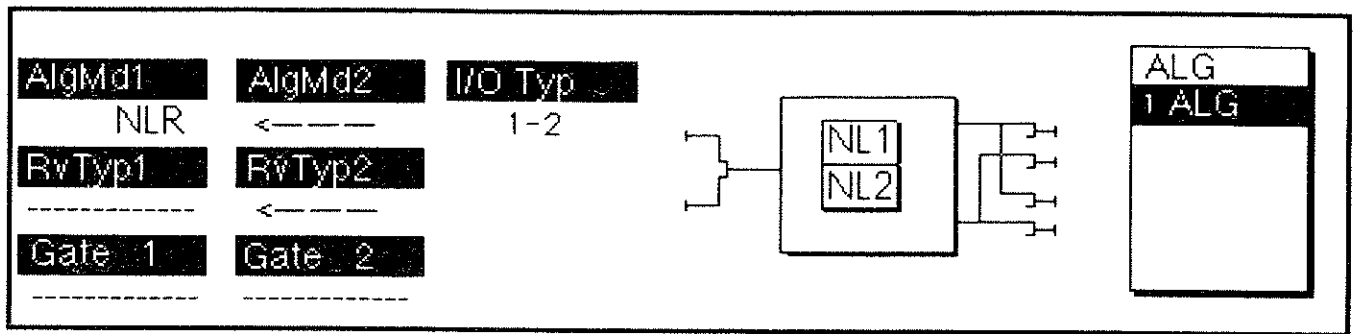 AlgMd1 AlgMd2 I/O Typ
NLR <----
1-2
RvTyp1 RvTyp2
------------- <----
Gate 1 Gate 2
------------- -------------
NL1
NL2
ALG
1 ALG